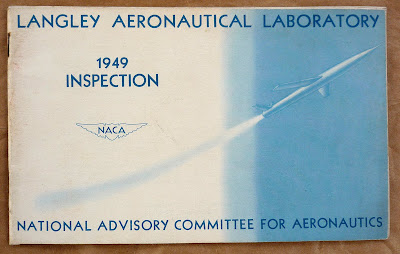 LANGLEY AERONAUTICAL LABORATORY
1949
INSPECTION
NACA
NATIONAL ADVISORY COMMITTEE FOR AERONAUTICS